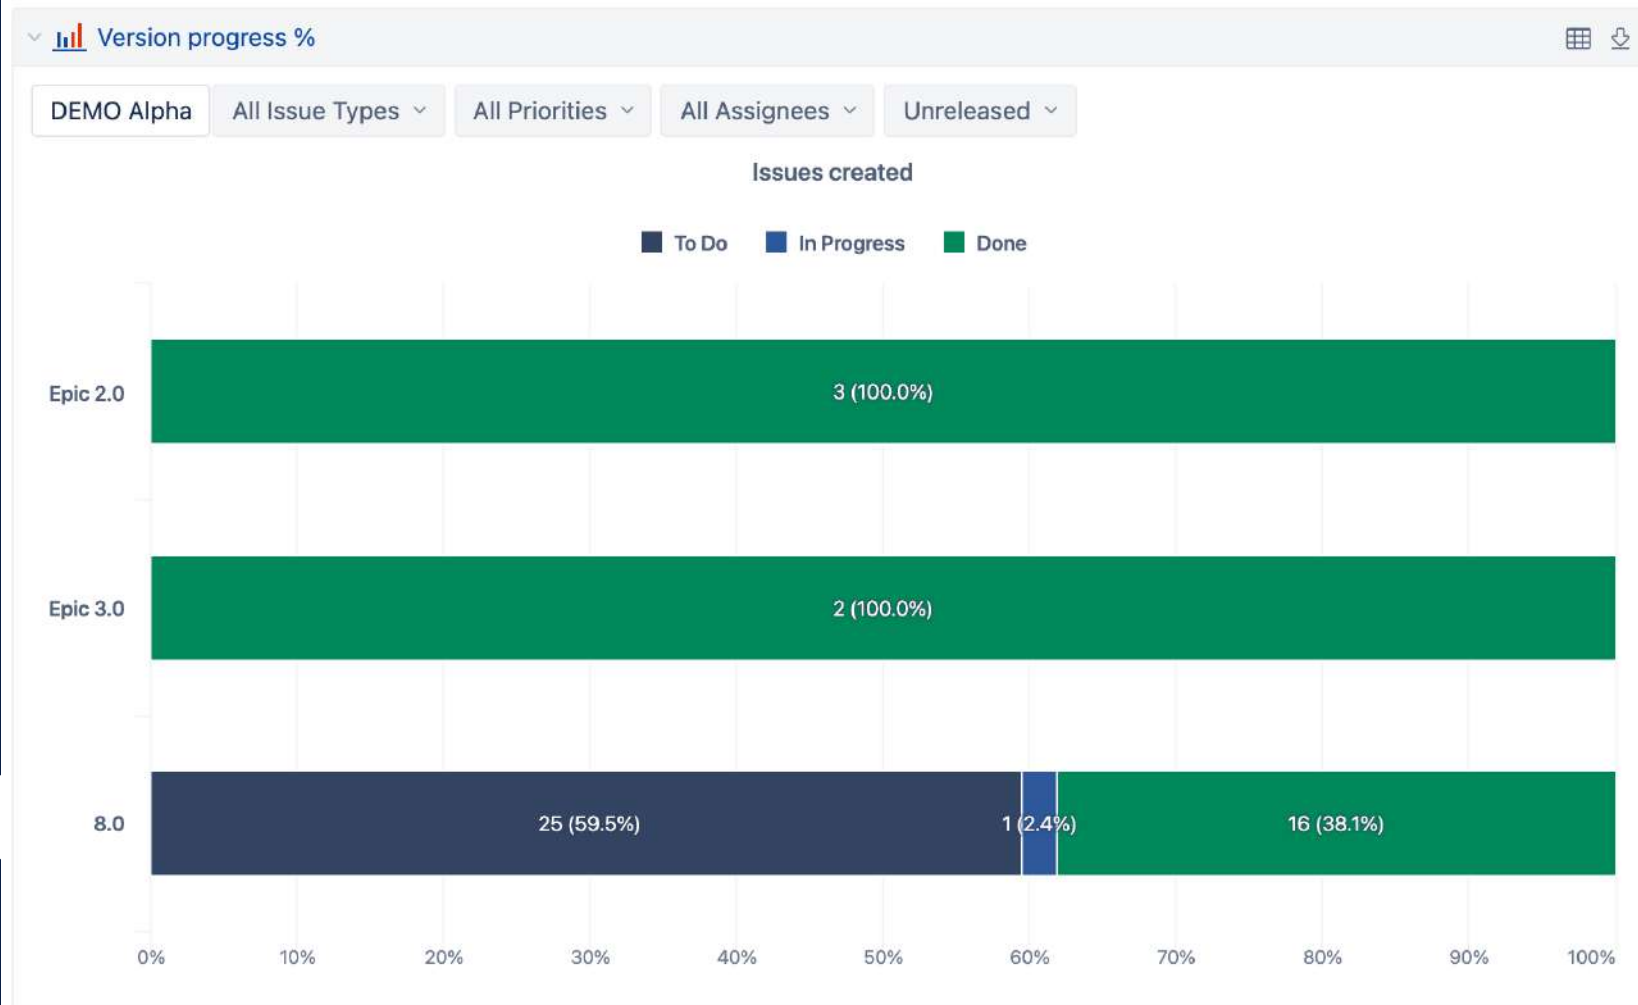 Version progress %
DEMO Alpha All Issue Types All Priorities All Assignees Unreleased
Issues created
To Do In Progress Done
Epic 2.0 3 (100.0%)
Epic 3.0 2 (100.0%)
8.0 25 (59.5%) 1 (2.4%) 16 (38.1%)
0% 10% 20% 30% 40% 50% 60% 70% 80% 90% 100%